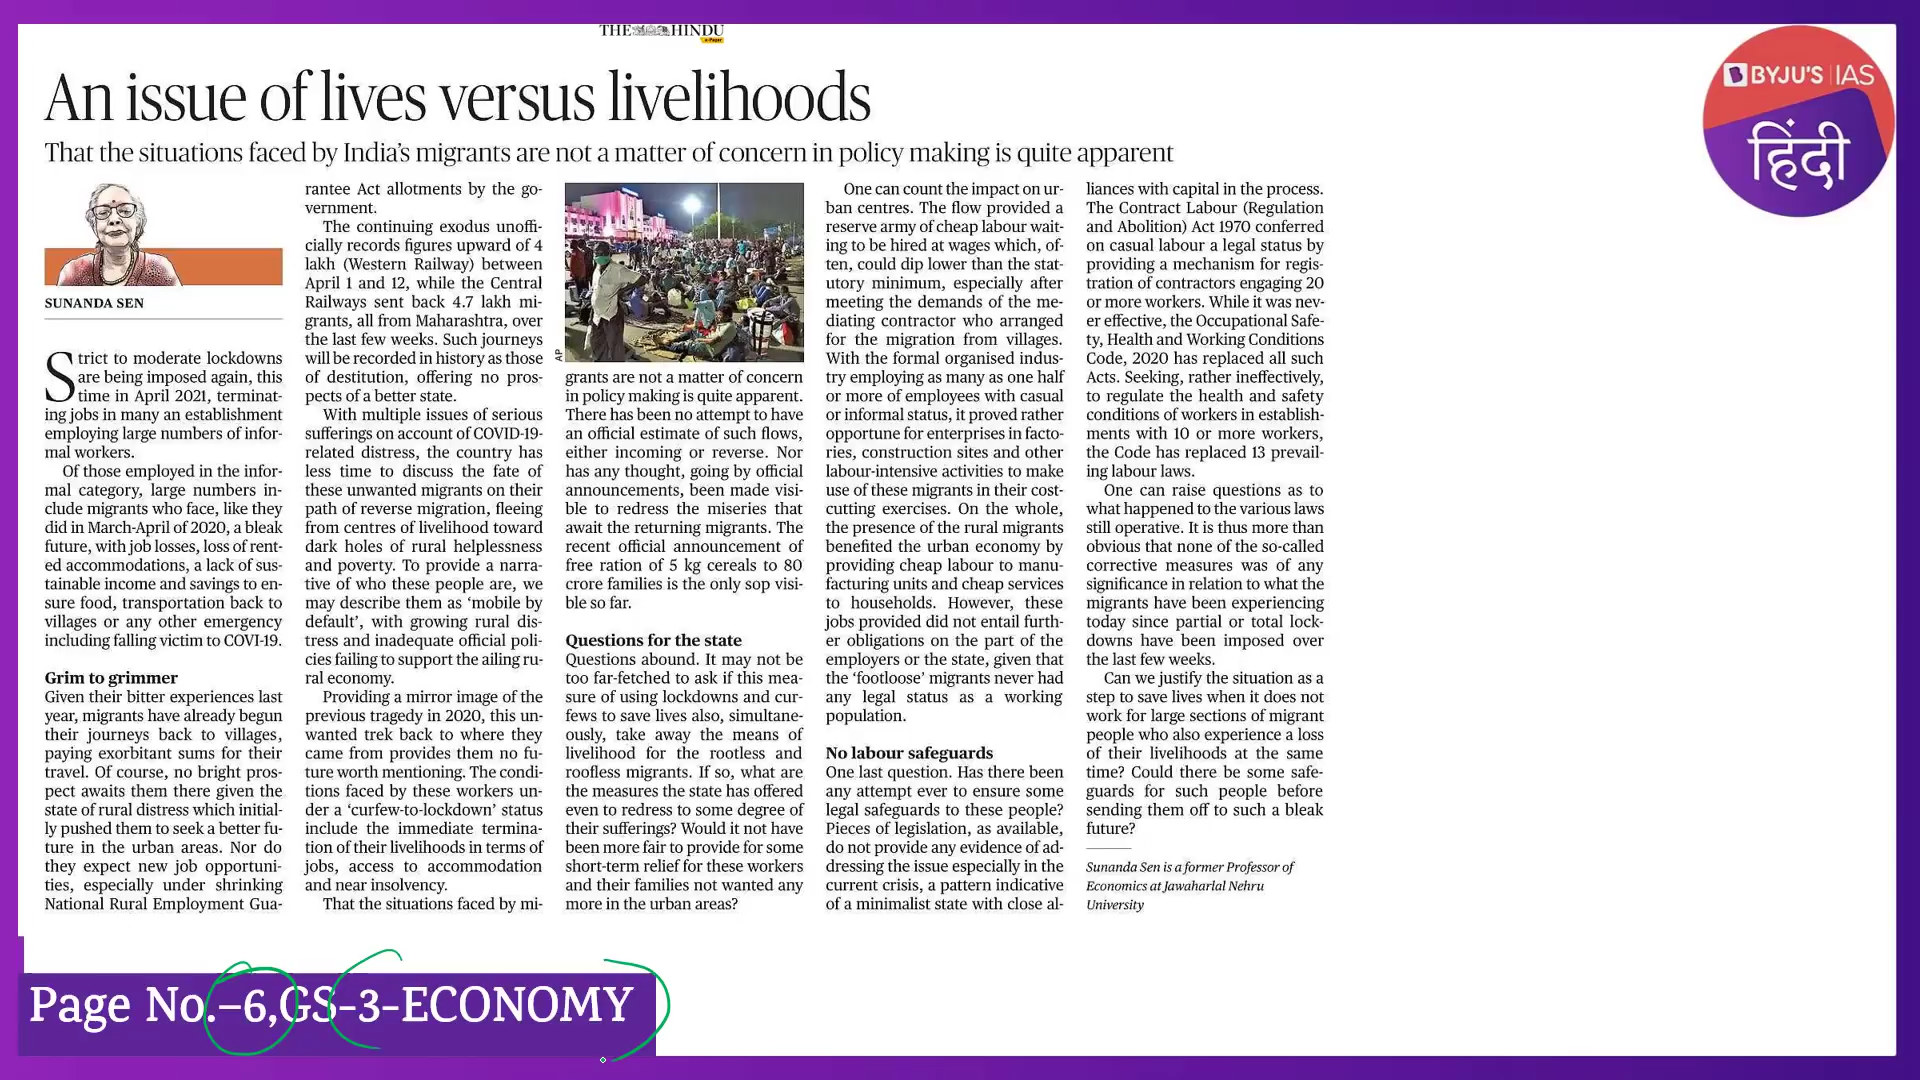 THE HINDU
e-Paper
BYJU'S IAS
हिंदी
An issue of lives versus livelihoods
That the situations faced by India's migrants are not a matter of concern in policy making is quite apparent
SUNANDA SEN
Strict to moderate lockdowns
are being imposed again, this
time in April 2021, terminat-
ing jobs in many an establishment
employing large numbers of infor-
mal workers.
Of those employed in the infor-
mal category, large numbers in-
clude migrants who face, like they
did in March-April of 2020, a bleak
future, with job losses, loss of rent-
ed accommodations, a lack of sus-
tainable income and savings to en-
sure food, transportation back to
villages or any other emergency
including falling victim to COVI-19.
Grim to grimmer
Given their bitter experiences last
year, migrants have already begun
their journeys back to villages,
paying exorbitant sums for their
travel. Of course, no bright pros-
pect awaits them there given the
state of rural distress which initial-
ly pushed them to seek a better fu-
ture in the urban areas. Nor do
they expect new job opportuni-
ties, especially under shrinking
National Rural Employment Gua-
rantee Act allotments by the go-
vernment.
The continuing exodus unoffi-
cially records figures upward of 4
lakh (Western Railway) between
April 1 and 12, while the Central
Railways sent back 4.7 lakh mi-
grants, all from Maharashtra, over
the last few weeks. Such journeys
will be recorded in history as those
of destitution, offering no pros-
pects of a better state.
With multiple issues of serious
sufferings on account of COVID-19-
related distress, the country has
less time to discuss the fate of
these unwanted migrants on their
path of reverse migration, fleeing
from centres of livelihood toward
dark holes of rural helplessness
and poverty. To provide a narra-
tive of who these people are, we
may describe them as 'mobile by
default', with growing rural dis-
tress and inadequate official poli-
cies failing to support the ailing ru-
ral economy.
Providing a mirror image of the
previous tragedy in 2020, this un-
wanted trek back to where they
came from provides them no fu-
ture worth mentioning. The condi-
tions faced by these workers un-
der a 'curfew-to-lockdown' status
include the immediate termina-
tion of their livelihoods in terms of
jobs, access to accommodation
and near insolvency.
That the situations faced by mi-
AP
grants are not a matter of concern
in policy making is quite apparent.
There has been no attempt to have
an official estimate of such flows,
either incoming or reverse. Nor
has any thought, going by official
announcements, been made visi-
ble to redress the miseries that
await the returning migrants. The
recent official announcement of
free ration of 5 kg cereals to 80
crore families is the only sop visi-
ble so far.
Questions for the state
Questions abound. It may not be
too far-fetched to ask if this mea-
sure of using lockdowns and cur-
fews to save lives also, simultane-
ously, take away the means of
livelihood for the rootless and
roofless migrants. If so, what are
the measures the state has offered
even to redress to some degree of
their sufferings? Would it not have
been more fair to provide for some
short-term relief for these workers
and their families not wanted any
more in the urban areas?
One can count the impact on ur-
ban centres. The flow provided a
reserve army of cheap labour wait-
ing to be hired at wages which, of-
ten, could dip lower than the stat-
utory minimum, especially after
meeting the demands of the me-
diating contractor who arranged
for the migration from villages.
With the formal organised indus-
try employing as many as one half
or more of employees with casual
or informal status, it proved rather
opportune for enterprises in facto-
ries, construction sites and other
labour-intensive activities to make
use of these migrants in their cost-
cutting exercises. On the whole,
the presence of the rural migrants
benefited the urban economy by
providing cheap labour to manu-
facturing units and cheap services
to households. However, these
jobs provided did not entail furth-
er obligations on the part of the
employers or the state, given that
the 'footloose' migrants never had
any legal status as a working
population.
No labour safeguards
One last question. Has there been
any attempt ever to ensure some
legal safeguards to these people?
Pieces of legislation, as available,
do not provide any evidence of ad-
dressing the issue especially in the
current crisis, a pattern indicative
of a minimalist state with close al-
liances with capital in the process.
The Contract Labour (Regulation
and Abolition) Act 1970 conferred
on casual labour a legal status by
providing a mechanism for regis-
tration of contractors engaging 20
or more workers. While it was nev-
er effective, the Occupational Safe-
ty, Health and Working Conditions
Code, 2020 has replaced all such
Acts. Seeking, rather ineffectively,
to regulate the health and safety
conditions of workers in establish-
ments with 10 or more workers,
the Code has replaced 13 prevail-
ing labour laws.
One can raise questions as to
what happened to the various laws
still operative. It is thus more than
obvious that none of the so-called
corrective measures was of any
significance in relation to what the
migrants have been experiencing
today since partial or total lock-
downs have been imposed over
the last few weeks.
Can we justify the situation as a
step to save lives when it does not
work for large sections of migrant
people who also experience a loss
of their livelihoods at the same
time? Could there be some safe-
guards for such people before
sending them off to such a bleak
future?
Sunanda Sen is a former Professor of
Economics at Jawaharlal Nehru
University
Page No.–6,GS-3-ECONOMY